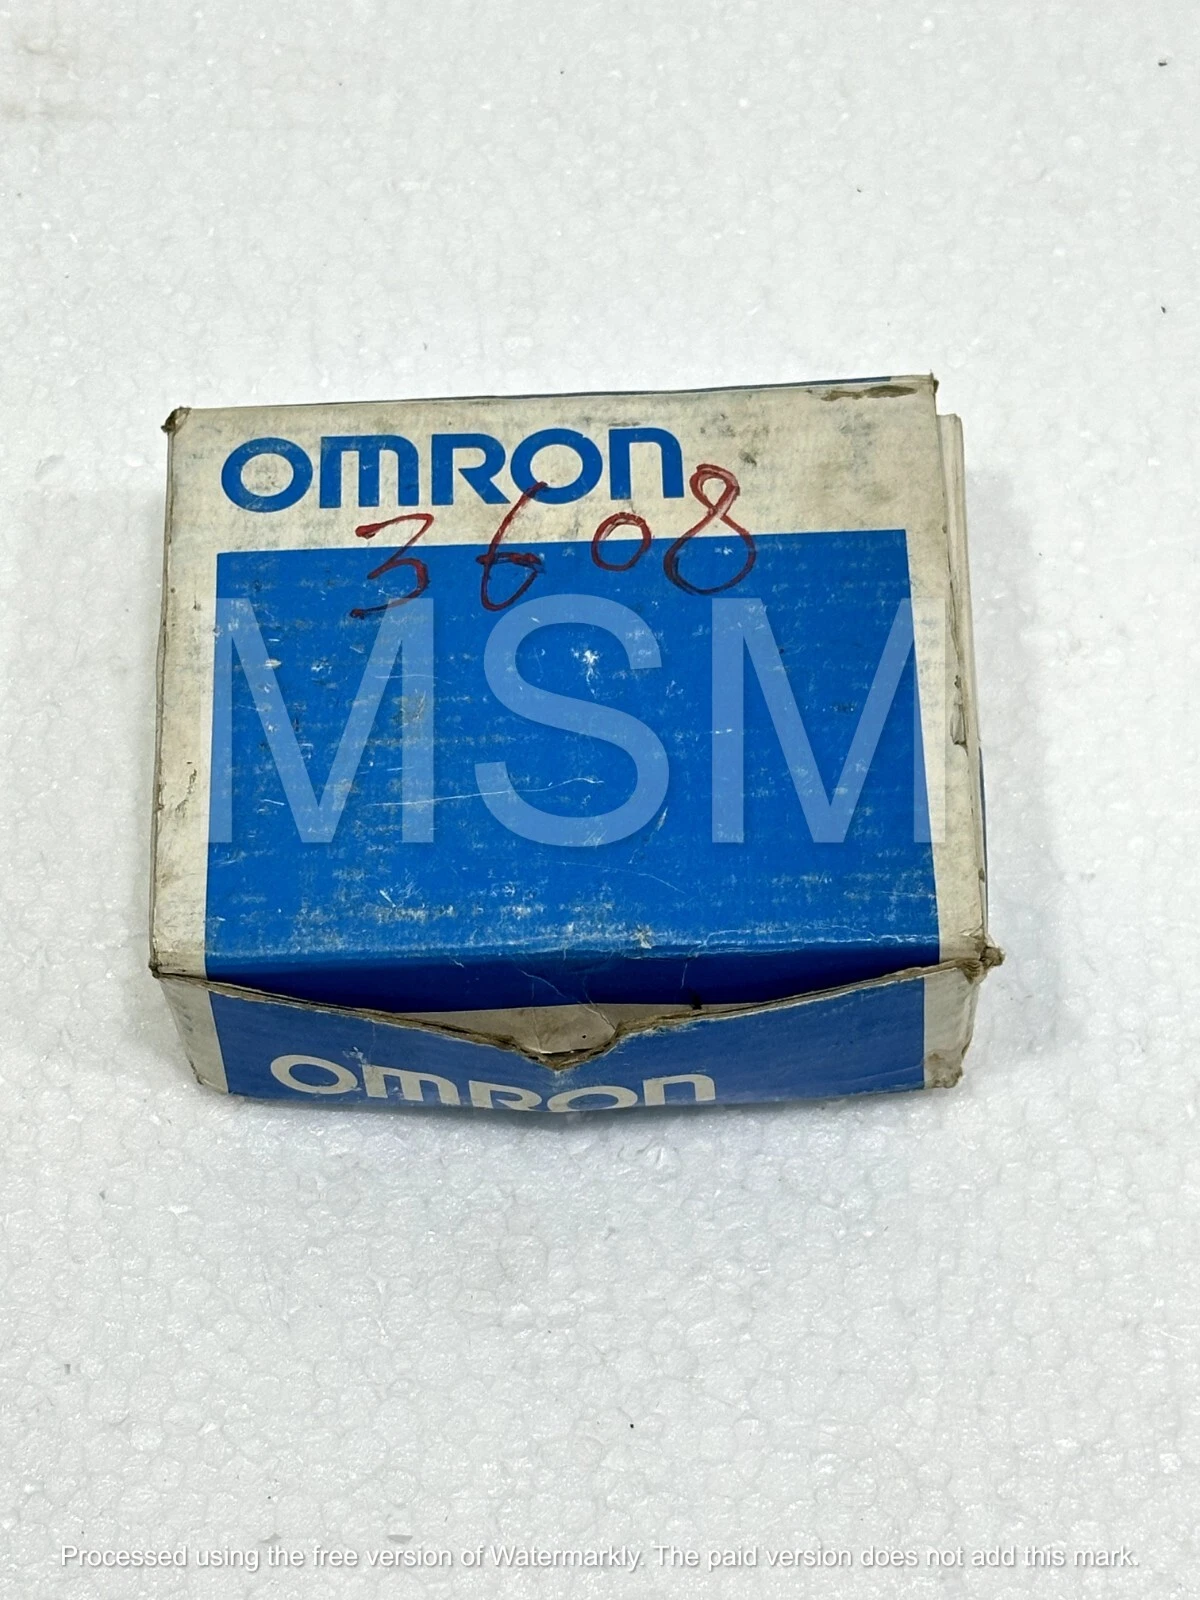 OMRON
3608
MSM
OMRON
Processed using the free version of Watermarkly. The paid version does not add this mark.